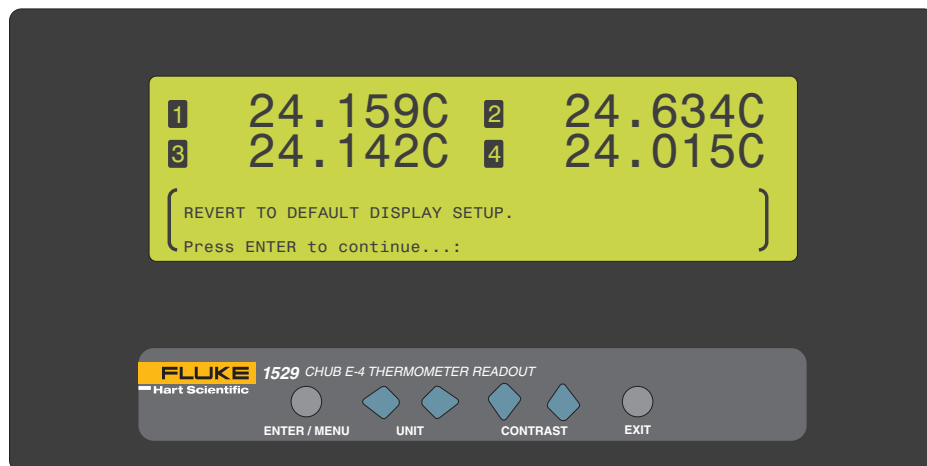 1 24.159C 2 24.634C
3 24.142C 4 24.015C
REVERT TO DEFAULT DISPLAY SETUP.
Press ENTER to continue...:
FLUKE 1529 CHUB E-4 THERMOMETER READOUT
Hart Scientific
ENTER / MENU UNIT CONTRAST EXIT